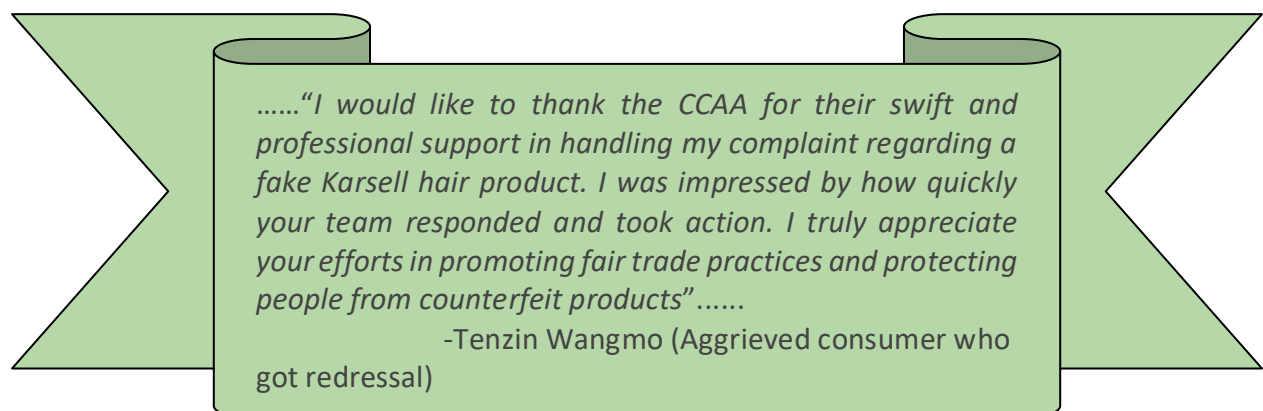 ......“I would like to thank the CCAA for their swift and
professional support in handling my complaint regarding a
fake Karsell hair product. I was impressed by how quickly
your team responded and took action. I truly appreciate
your efforts in promoting fair trade practices and protecting
people from counterfeit products”......
-Tenzin Wangmo (Aggrieved consumer who
got redressal)